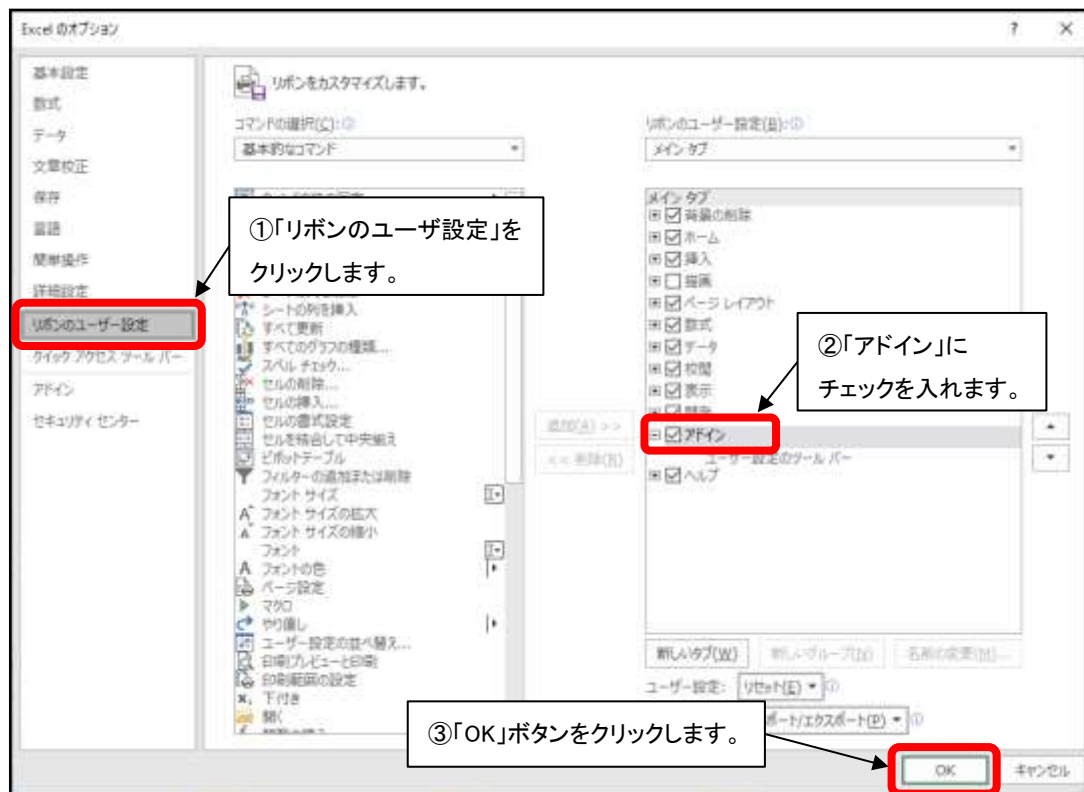 Excel のオプション
? ×
基本設定
数式
データ
文章校正
保存
言語
簡単操作
詳細設定
リボンのユーザー設定
クイック アクセス ツール バー
アドイン
セキュリティ センター
リボンをカスタマイズします。
コマンドの選択(C):
基本的なコマンド
①「リボンのユーザ設定」を
クリックします。
シートの列を挿入
すべて更新
すべてのグラフの種類...
スペル チェック...
セルの削除...
セルの挿入...
セルの書式設定
セルを結合して中央揃え
ピボットテーブル
フィルターの追加または削除
フォント サイズ
フォント サイズの拡大
フォント サイズの縮小
フォント
フォントの色
ページ設定
マクロ
やり直し
ユーザー設定の並べ替え...
印刷プレビューと印刷
印刷範囲の設定
下付き
開く
追加(A) >>
<< 削除(R)
リボンのユーザー設定(B):
メイン タブ
メイン タブ
背景の削除
ホーム
挿入
描画
ページ レイアウト
数式
データ
校閲
表示
開発
アドイン
ユーザー設定のツール バー
ヘルプ
②「アドイン」に
チェックを入れます。
新しいタブ(W) 新しいグループ(N) 名前の変更(M)...
ユーザー設定: リセット(E)
ポート/エクスポート(P)
③「OK」ボタンをクリックします。
OK キャンセル